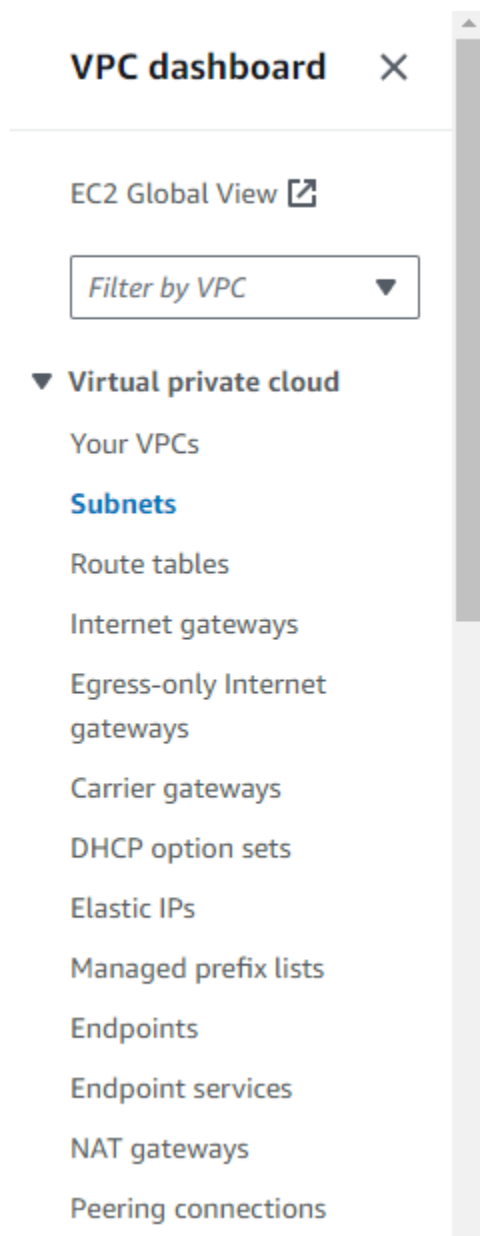 VPC dashboard
EC2 Global View
Filter by VPC
Virtual private cloud
Your VPCs
Subnets
Route tables
Internet gateways
Egress-only Internet
gateways
Carrier gateways
DHCP option sets
Elastic IPs
Managed prefix lists
Endpoints
Endpoint services
NAT gateways
Peering connections